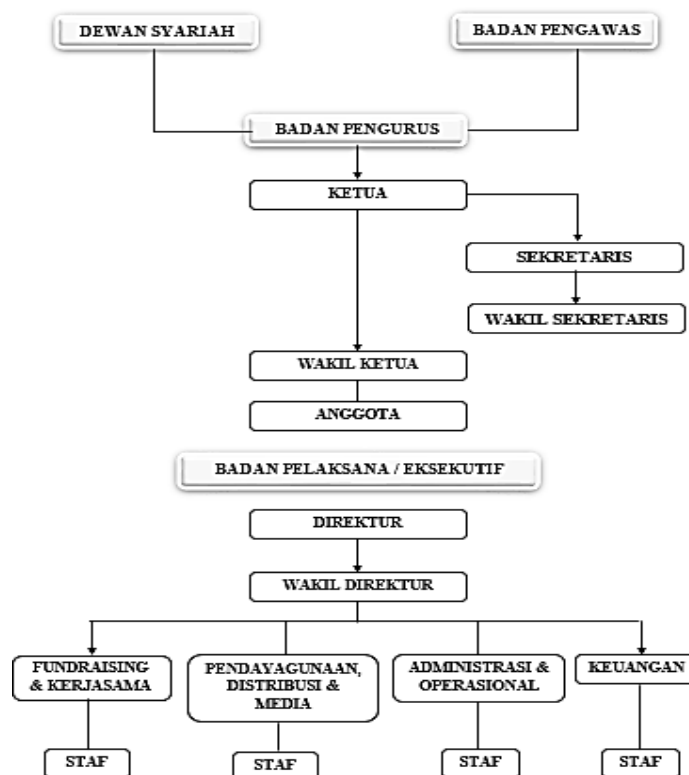 DEWAN SYARIAH
BADAN PENGAWAS
BADAN PENGURUS
KETUA
SEKRETARIS
WAKIL SEKRETARIS
WAKIL KETUA
ANGGOTA
BADAN PELAKSANA / EKSEKUTIF
DIREKTUR
WAKIL DIREKTUR
FUNDRAISING
& KERJASAMA
PENDAYAGUNAAN,
DISTRIBUSI &
MEDIA
ADMINISTRASI &
OPERASIONAL
KEUANGAN
STAF
STAF
STAF
STAF